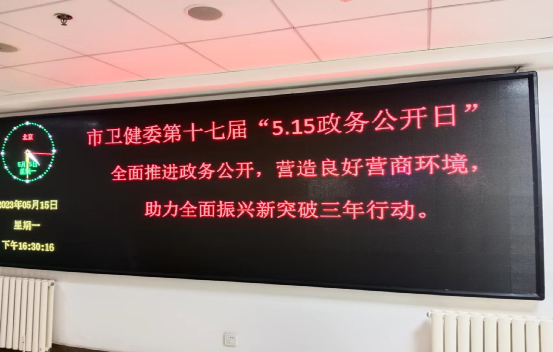 市卫健委第十七届“5.15政务公开日”
全面推进政务公开，营造良好营商环境，
助力全面振兴新突破三年行动。
北京
星期一
2023年05月15日
星期一
下午16:30:16